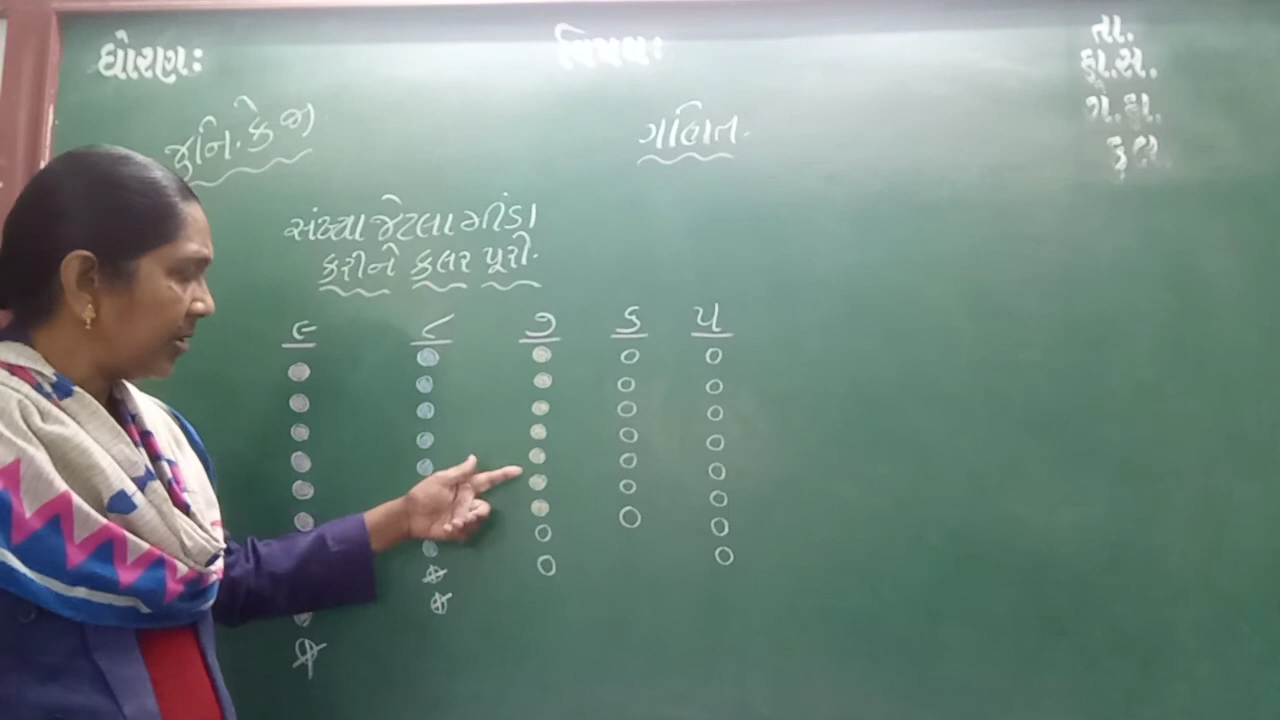 ધોરણઃ
વિષયઃ
તા.
હા.સ.
ગ.હા.
કુલ
જુનિ.કે.જી
ગણિત.
સંખ્યા જેટલા મીંડા
કરીને કલર પૂરો.
૯ ૮ ૭ ૬ ૫